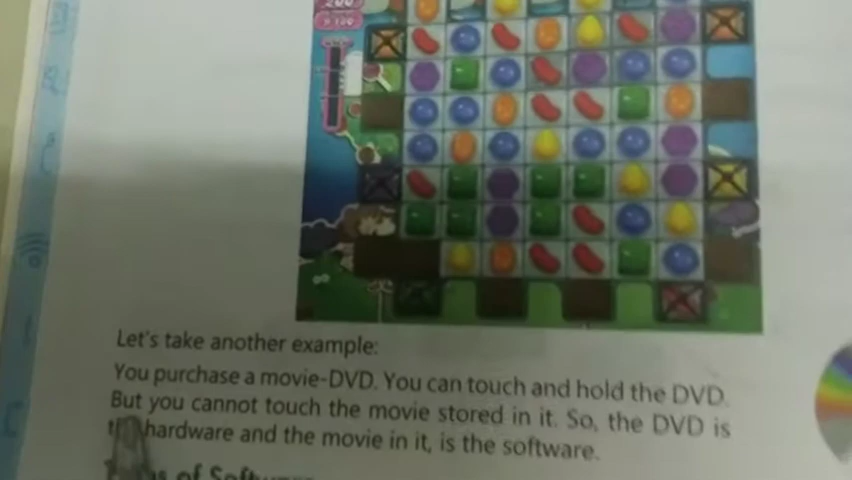 Let's take another example:
You purchase a movie-DVD. You can touch and hold the DVD.
But you cannot touch the movie stored in it. So, the DVD is
hardware and the movie in it, is the software.
of